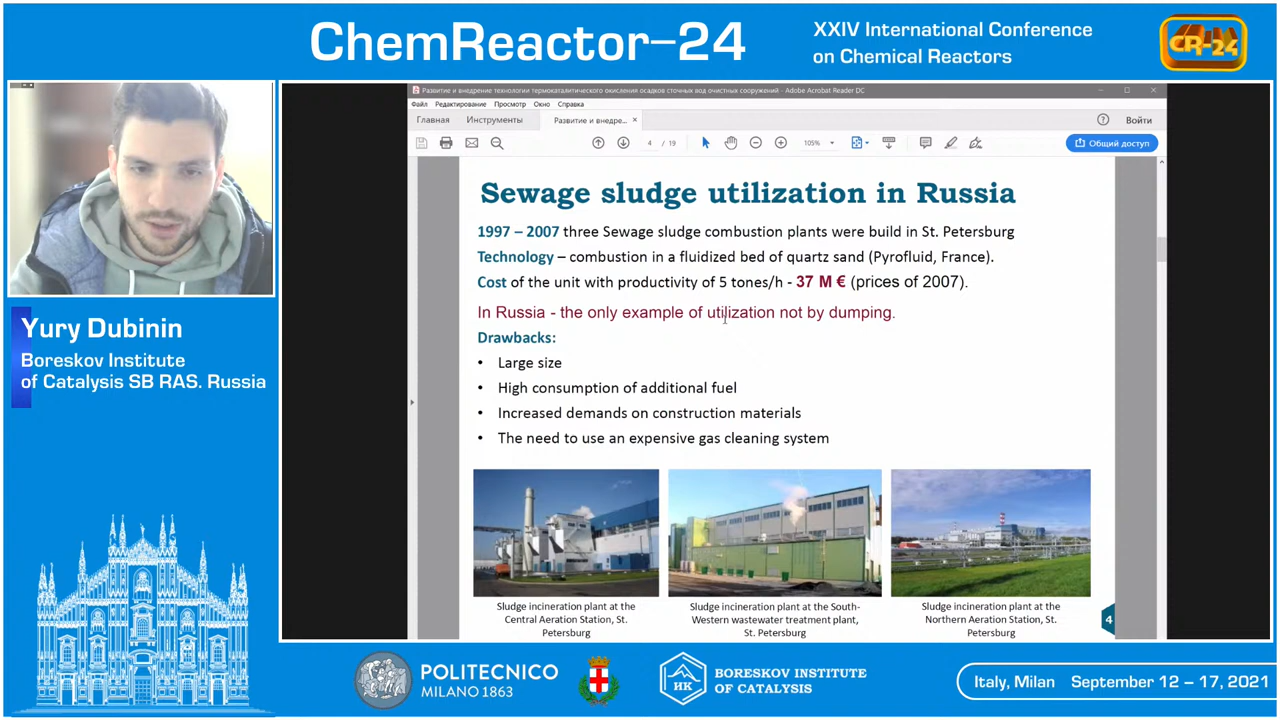 ChemReactor–24
XXIV International Conference
on Chemical Reactors
CR-24
Развитие и внедрение технологии термокаталитического окисления осадков сточных вод очистных сооружений - Adobe Acrobat Reader DC
Файл Редактирование Просмотр Окно Справка
Главная Инструменты Развитие и внедре... ×
Войти
4 / 19
105%
Общий доступ
Sewage sludge utilization in Russia
1997 – 2007 three Sewage sludge combustion plants were build in St. Petersburg
Technology – combustion in a fluidized bed of quartz sand (Pyrofluid, France).
Cost of the unit with productivity of 5 tones/h - 37 M € (prices of 2007).
In Russia - the only example of utilization not by dumping.
Drawbacks:
• Large size
• High consumption of additional fuel
• Increased demands on construction materials
• The need to use an expensive gas cleaning system
Sludge incineration plant at the
Central Aeration Station, St.
Petersburg
Sludge incineration plant at the South-
Western wastewater treatment plant,
St. Petersburg
Sludge incineration plant at the
Northern Aeration Station, St.
Petersburg
4
Yury Dubinin
Boreskov Institute
of Catalysis SB RAS. Russia
POLITECNICO
MILANO 1863
НК
BORESKOV INSTITUTE
OF CATALYSIS
Italy, Milan September 12 – 17, 2021